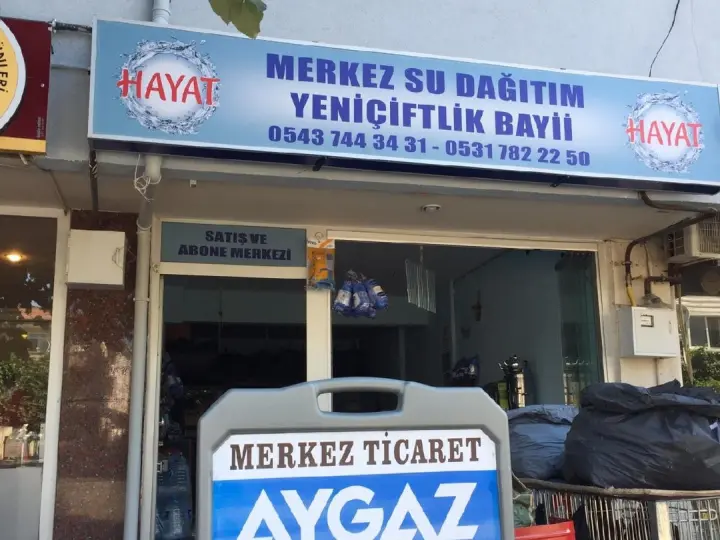 HAYAT
MERKEZ SU DAĞITIM
YENİÇİFTLİK BAYİİ
0543 744 34 31 - 0531 782 22 50
HAYAT
SATIŞ VE
ABONE MERKEZİ
MERKEZ TİCARET
AYGAZ